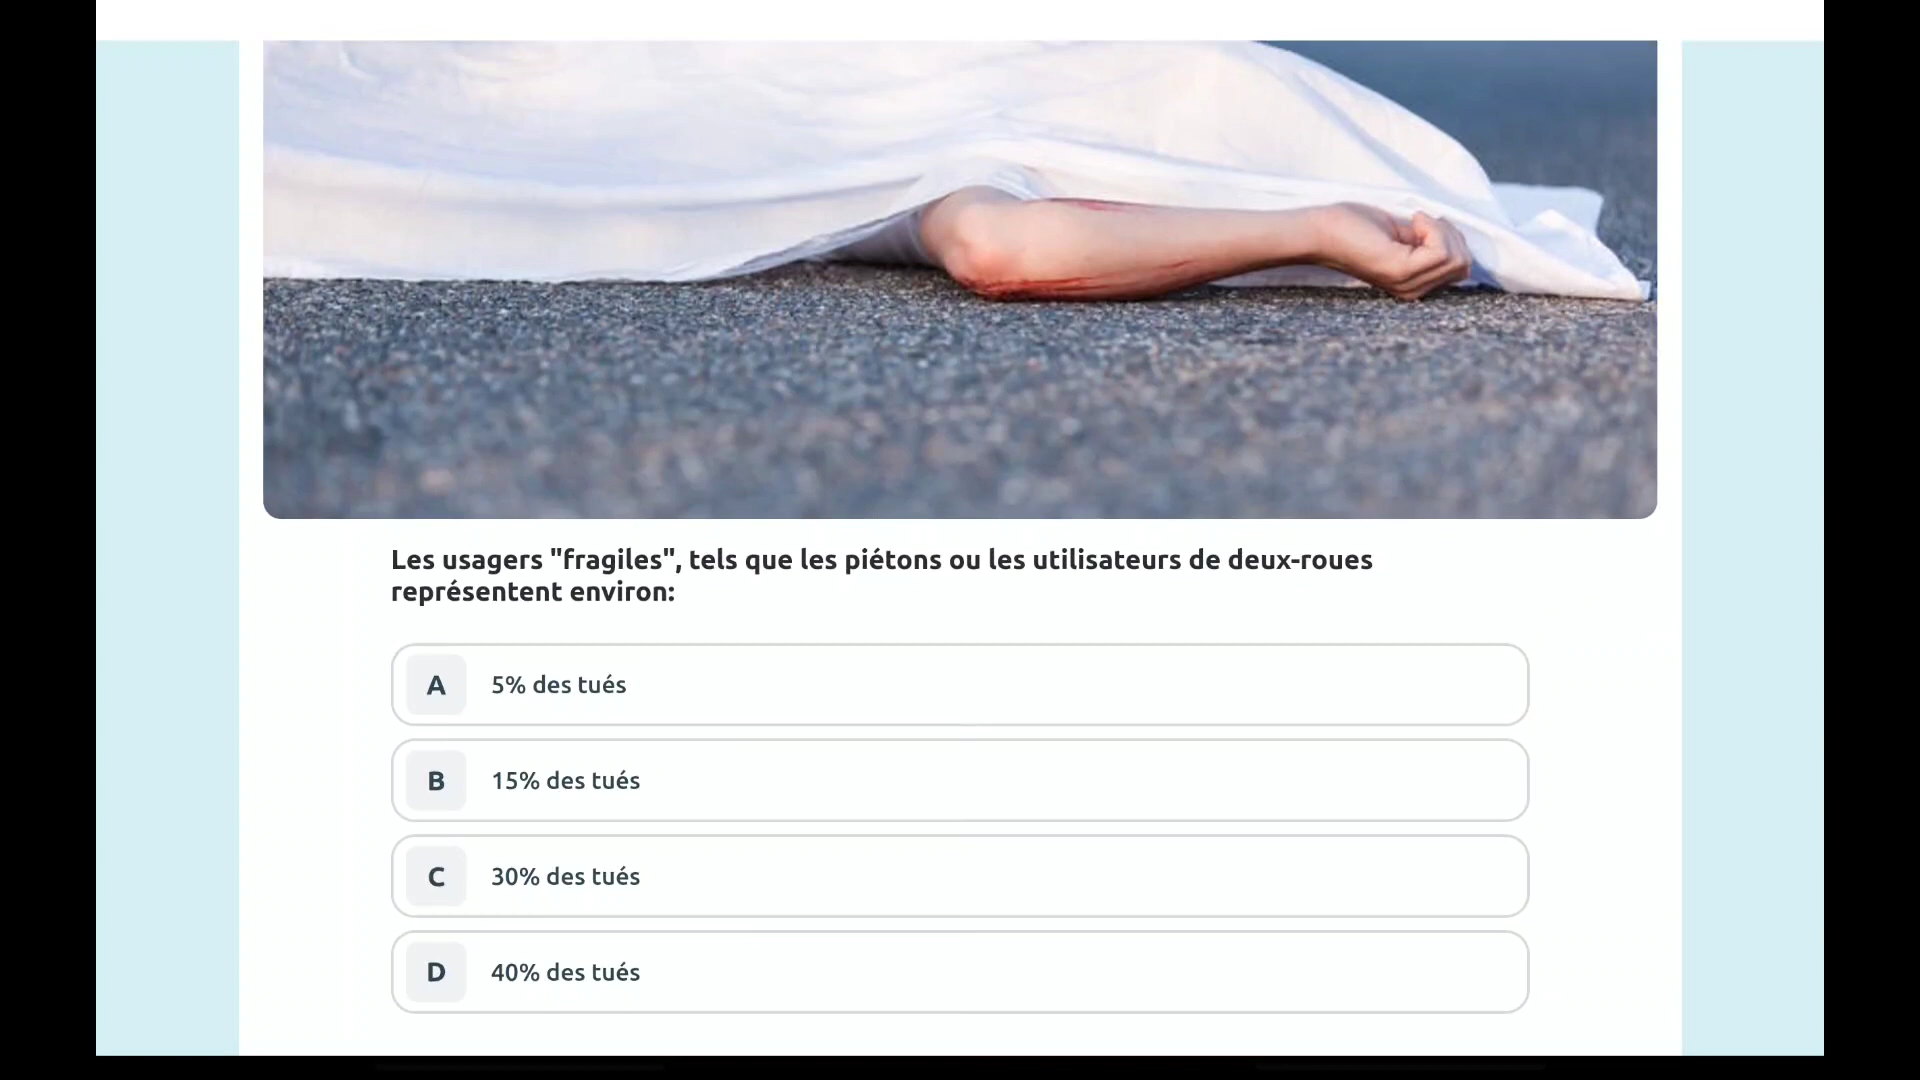 Les usagers "fragiles", tels que les piétons ou les utilisateurs de deux-roues
représentent environ:
A 5% des tués
B 15% des tués
C 30% des tués
D 40% des tués